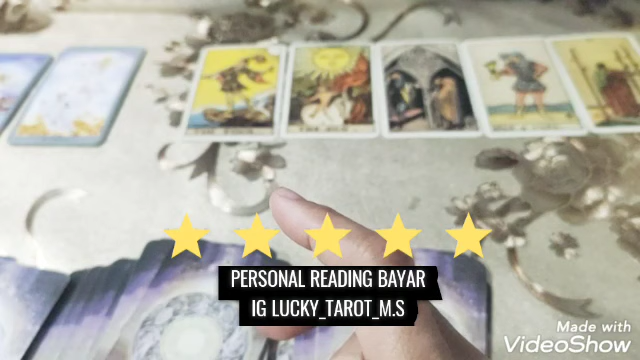 PERSONAL READING BAYAR
IG LUCKY_TAROT_M.S
Made with
VideoShow